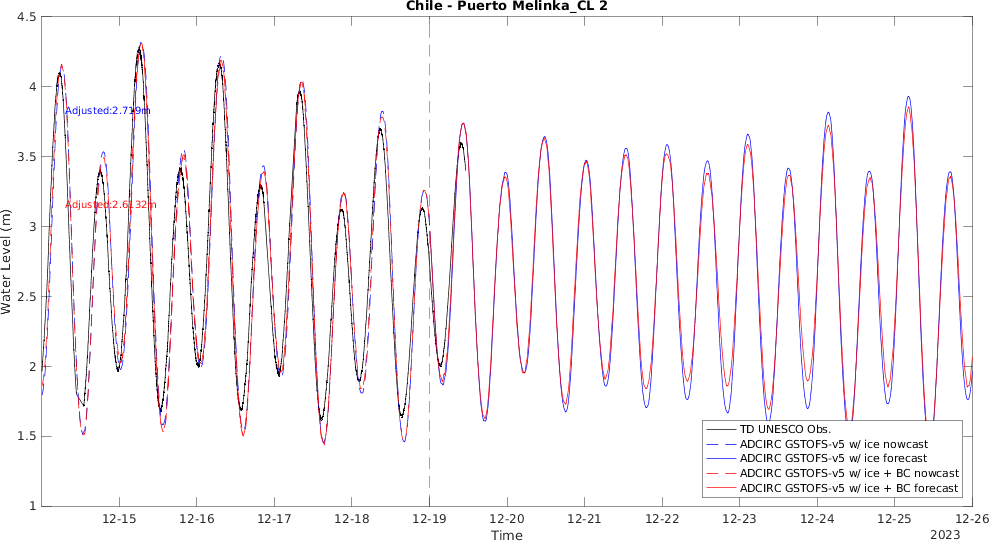 Chile - Puerto Melinka_CL 2
Water Level (m)
4.5
4
3.5
3
2.5
2
1.5
1
Adjusted:2.719m
Adjusted:2.6132m
TD UNESCO Obs.
ADCIRC GSTOFS-v5 w/ ice nowcast
ADCIRC GSTOFS-v5 w/ ice forecast
ADCIRC GSTOFS-v5 w/ ice + BC nowcast
ADCIRC GSTOFS-v5 w/ ice + BC forecast
12-15 12-16 12-17 12-18 12-19 12-20 12-21 12-22 12-23 12-24 12-25 12-26
Time
2023